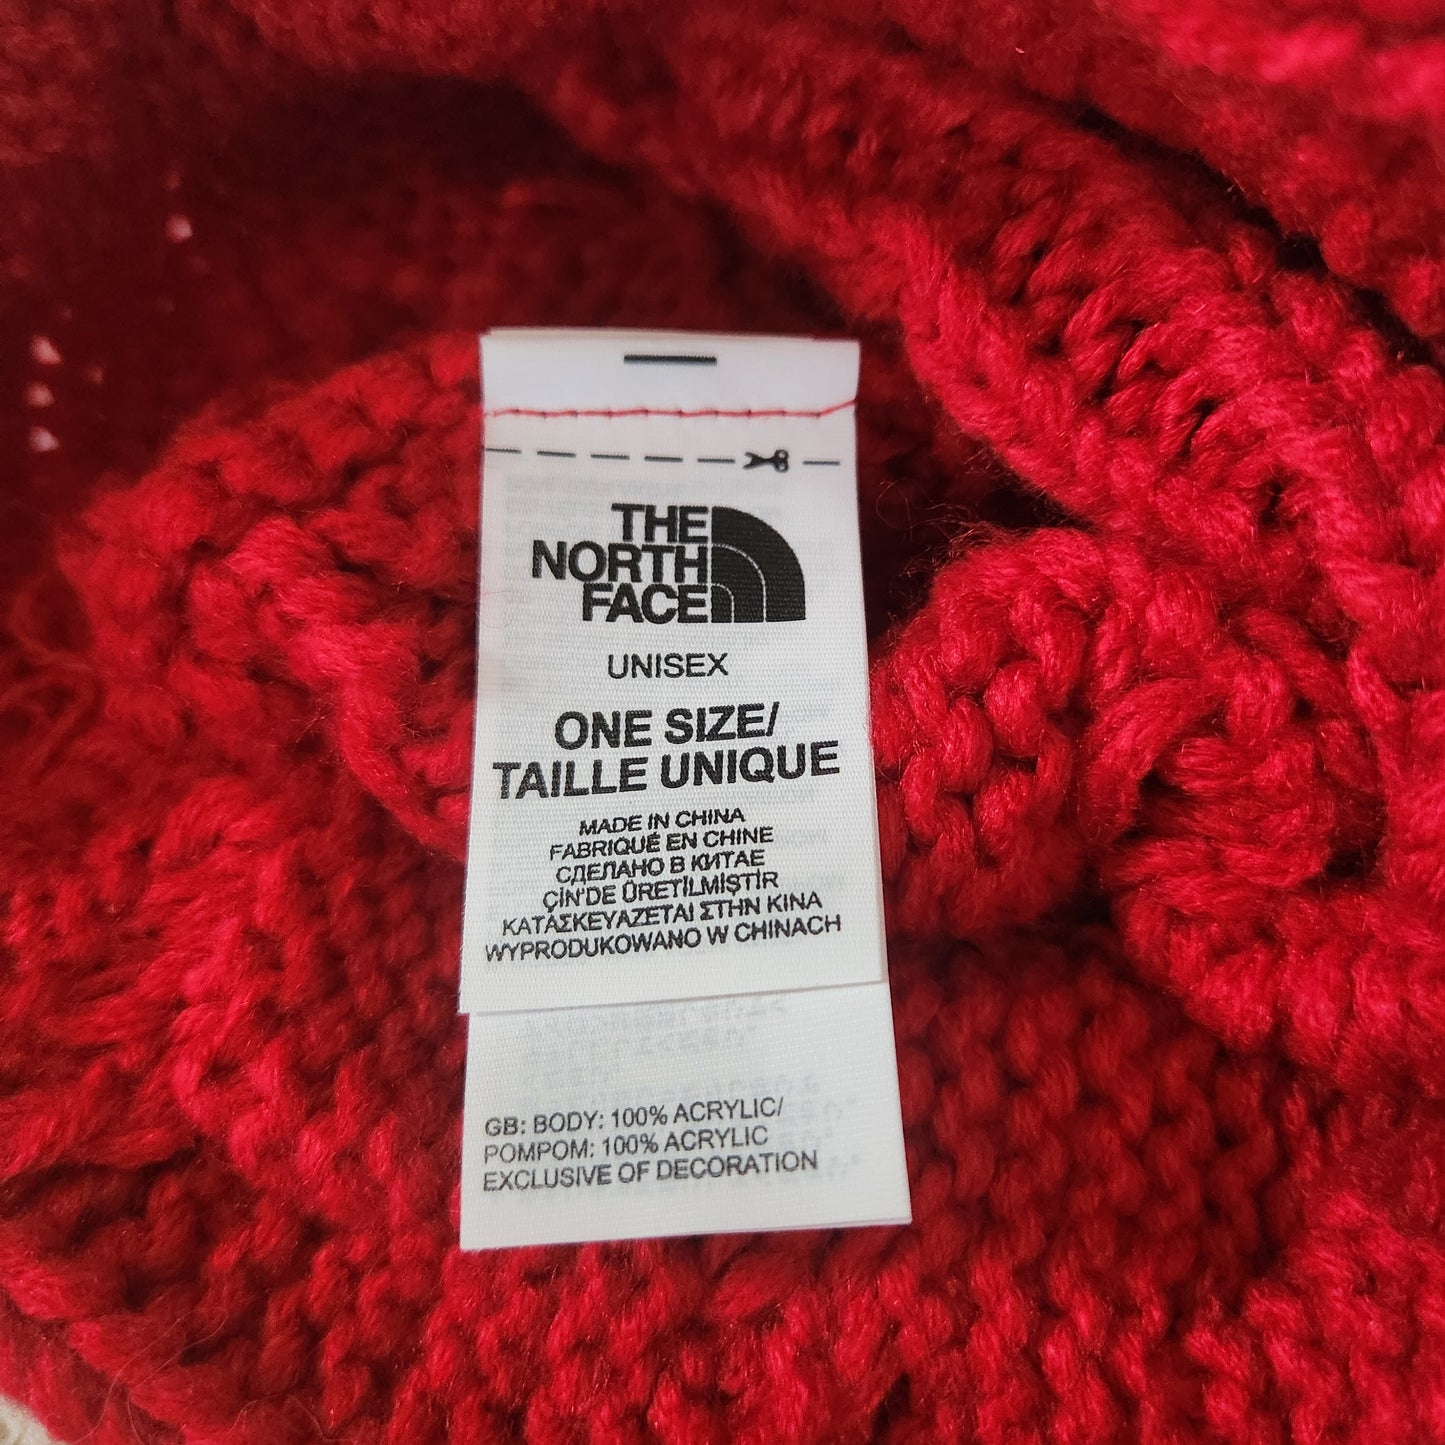 THE
NORTH
FACE
UNISEX
ONE SIZE/
TAILLE UNIQUE
MADE IN CHINA
FABRIQUÉ EN CHINE
СДЕЛАНО В КИТАЕ
ÇİN'DE ÜRETİLMİŞTİR
ΚΑΤΑΣΚΕΥΑΖΕΤΑΙ ΣΤΗΝ ΚΙΝΑ
WYPRODUKOWANO W CHINACH
GB: BODY: 100% ACRYLIC/
POMPOM: 100% ACRYLIC
EXCLUSIVE OF DECORATION